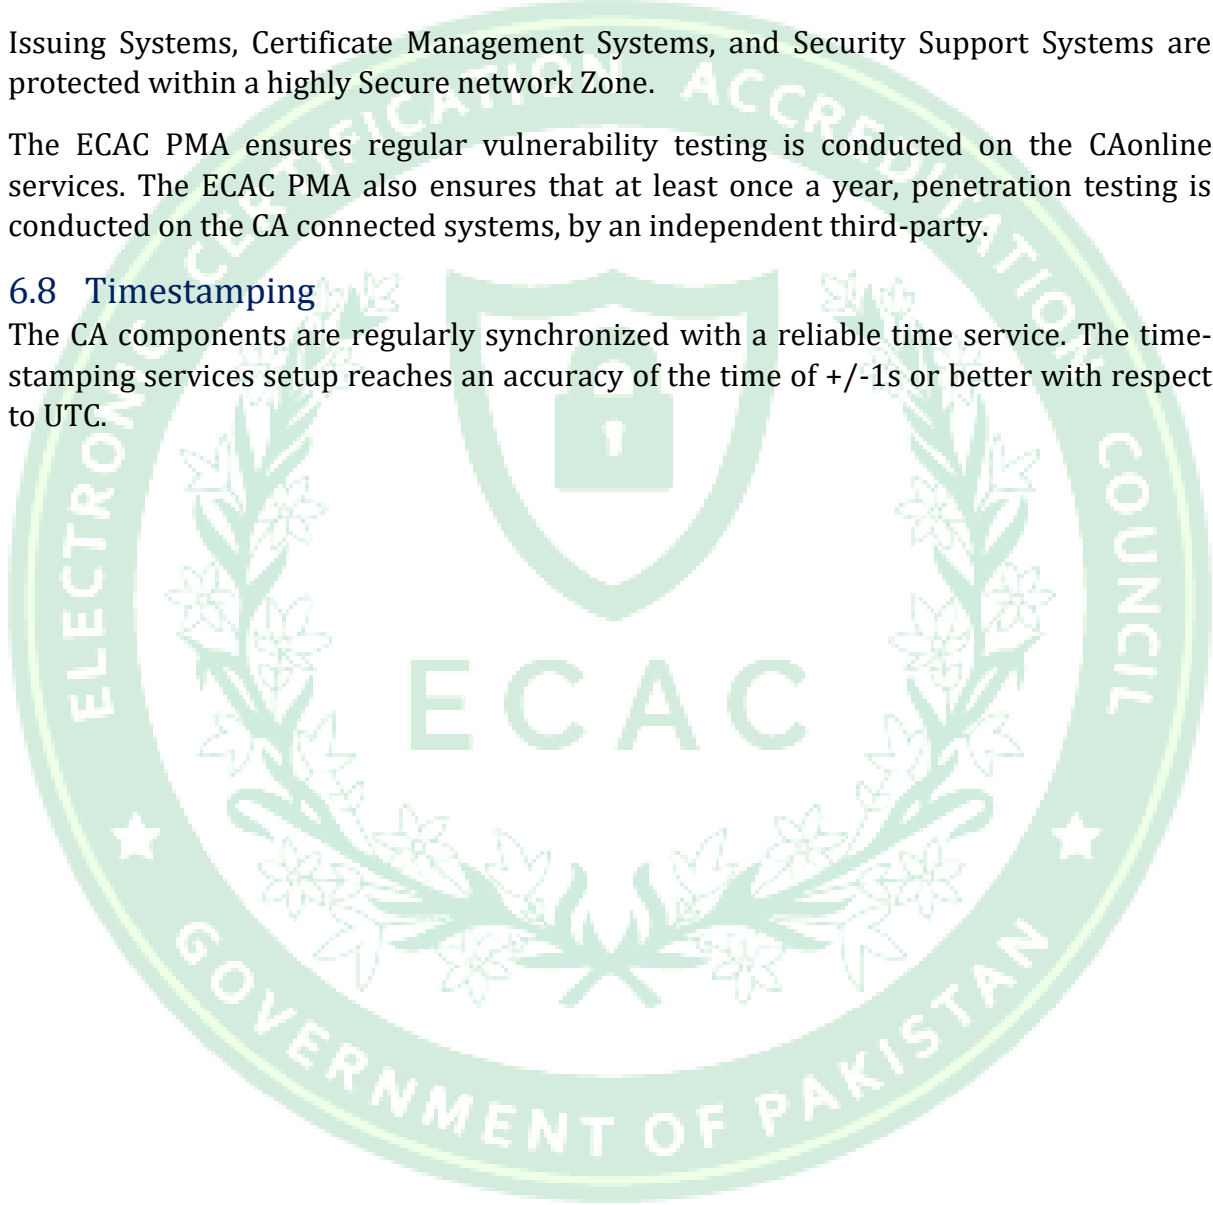 Issuing Systems, Certificate Management Systems, and Security Support Systems are
protected within a highly Secure network Zone.
The ECAC PMA ensures regular vulnerability testing is conducted on the CAonline
services. The ECAC PMA also ensures that at least once a year, penetration testing is
conducted on the CA connected systems, by an independent third-party.
6.8 Timestamping
The CA components are regularly synchronized with a reliable time service. The time-
stamping services setup reaches an accuracy of the time of +/-1s or better with respect
to UTC.
ELECTRONIC CERTIFICATION ACCREDITATION COUNCIL
ECAC
GOVERNMENT OF PAKISTAN